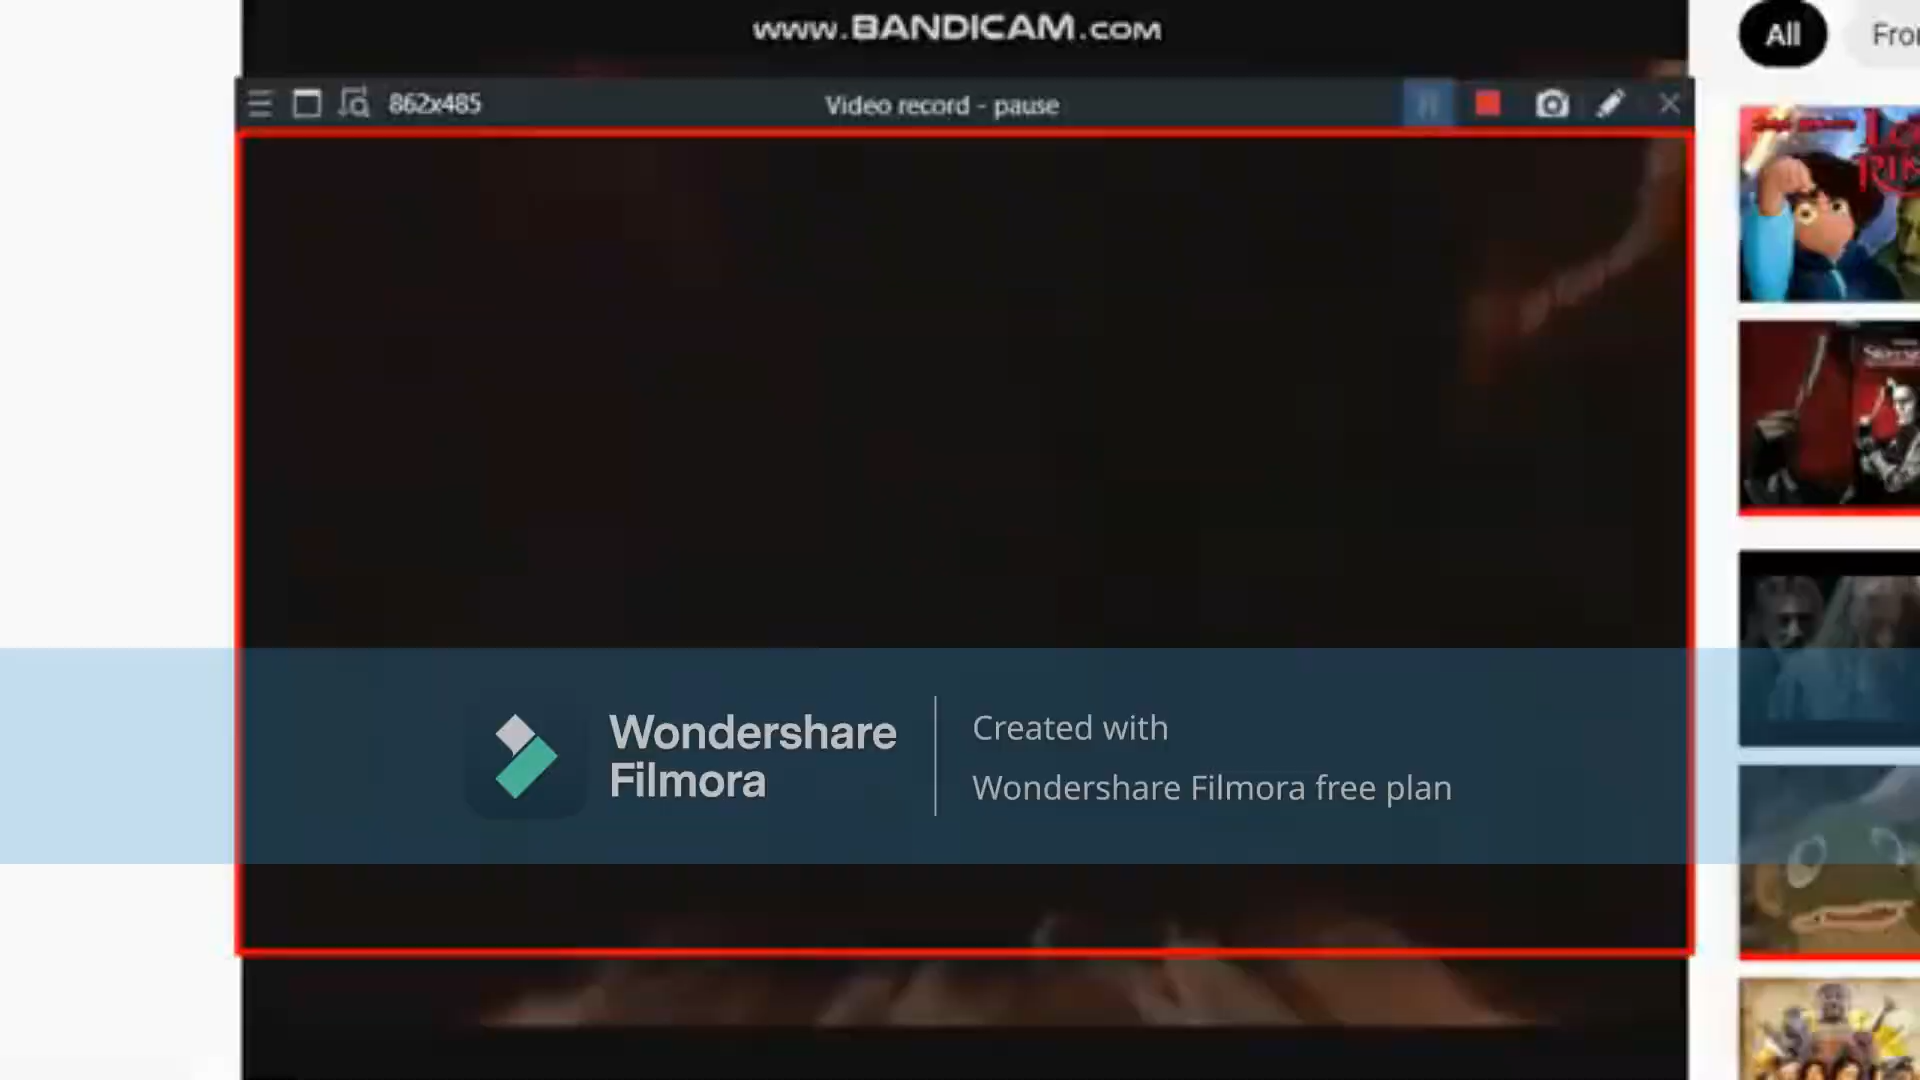 www.BANDICAM.COM
All
862x485
Video record - pause
Wondershare
Filmora
Created with
Wondershare Filmora free plan